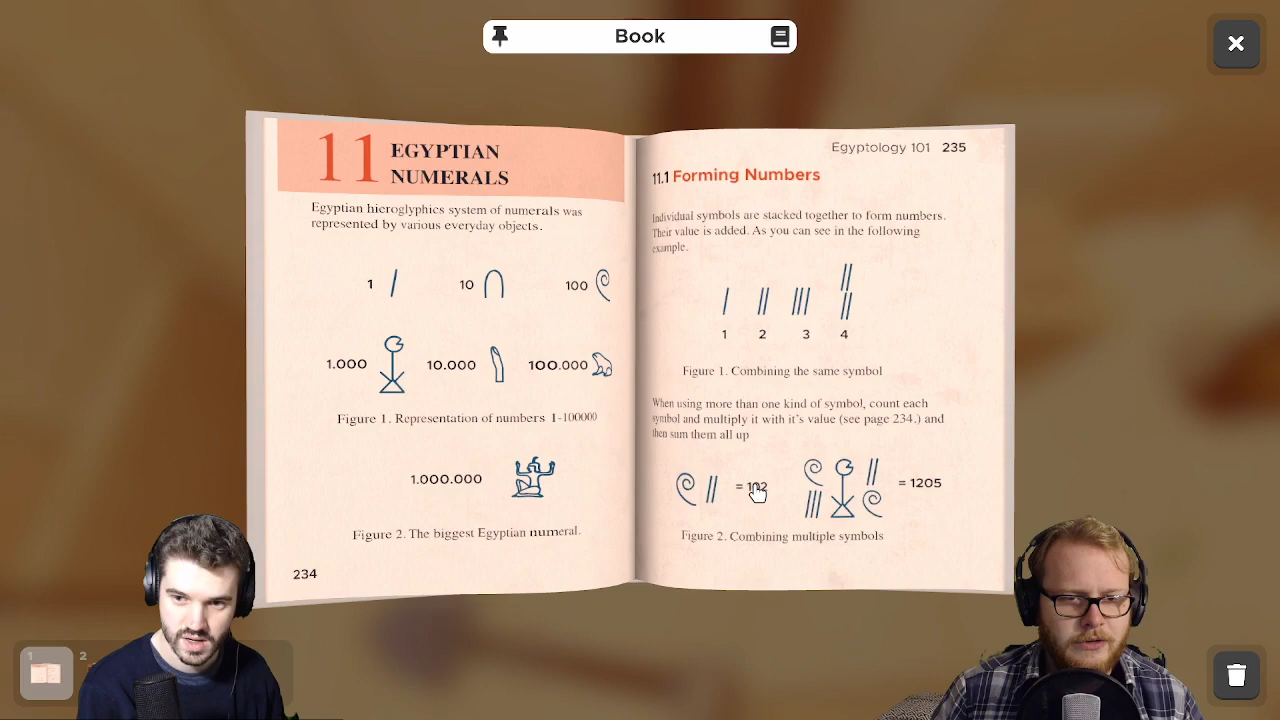 Book
11 EGYPTIAN
NUMERALS
Egyptian hieroglyphics system of numerals was
represented by various everyday objects.
1 10 100
1.000 10.000 100.000
Figure 1. Representation of numbers 1-100000
1.000.000
Figure 2. The biggest Egyptian numeral.
234
Egyptology 101 235
11.1 Forming Numbers
Individual symbols are stacked together to form numbers.
Their value is added. As you can see in the following
example.
1 2 3 4
Figure 1. Combining the same symbol
When using more than one kind of symbol, count each
symbol and multiply it with it's value (see page 234.) and
then sum them all up
= 102 = 1205
Figure 2. Combining multiple symbols
1 2